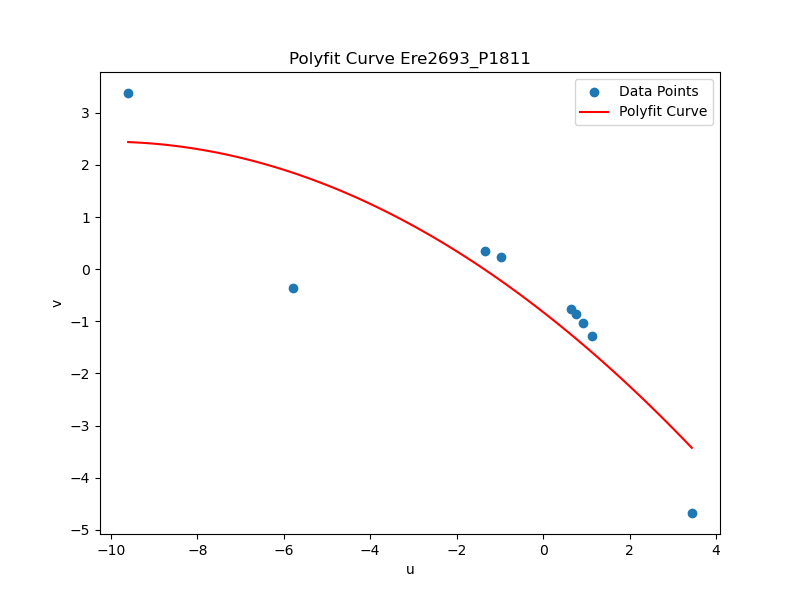 Polyfit Curve Ere2693_P1811
Data Points
Polyfit Curve
3
2
1
0
−1
−2
−3
−4
−5
v
−10 −8 −6 −4 −2 0 2 4
u